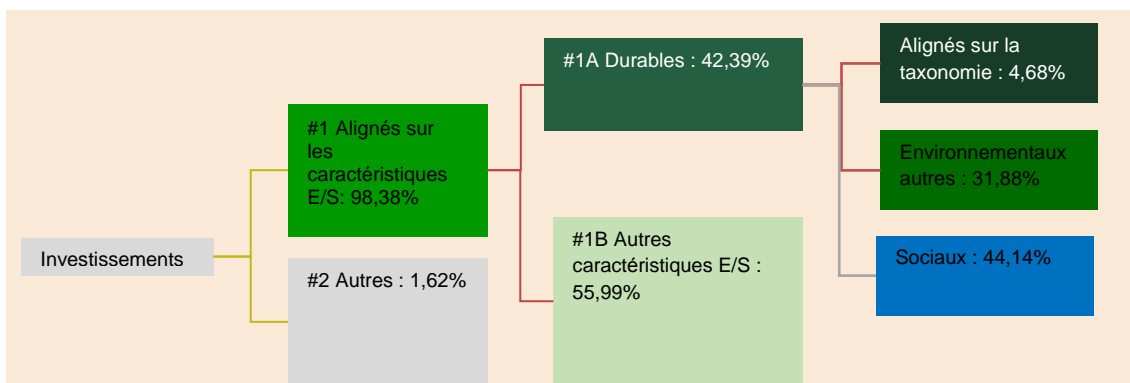 Investissements
#1 Alignés sur
les
caractéristiques
E/S: 98,38%
#2 Autres : 1,62%
#1A Durables : 42,39%
#1B Autres
caractéristiques E/S :
55,99%
Alignés sur la
taxonomie : 4,68%
Environnementaux
autres : 31,88%
Sociaux : 44,14%